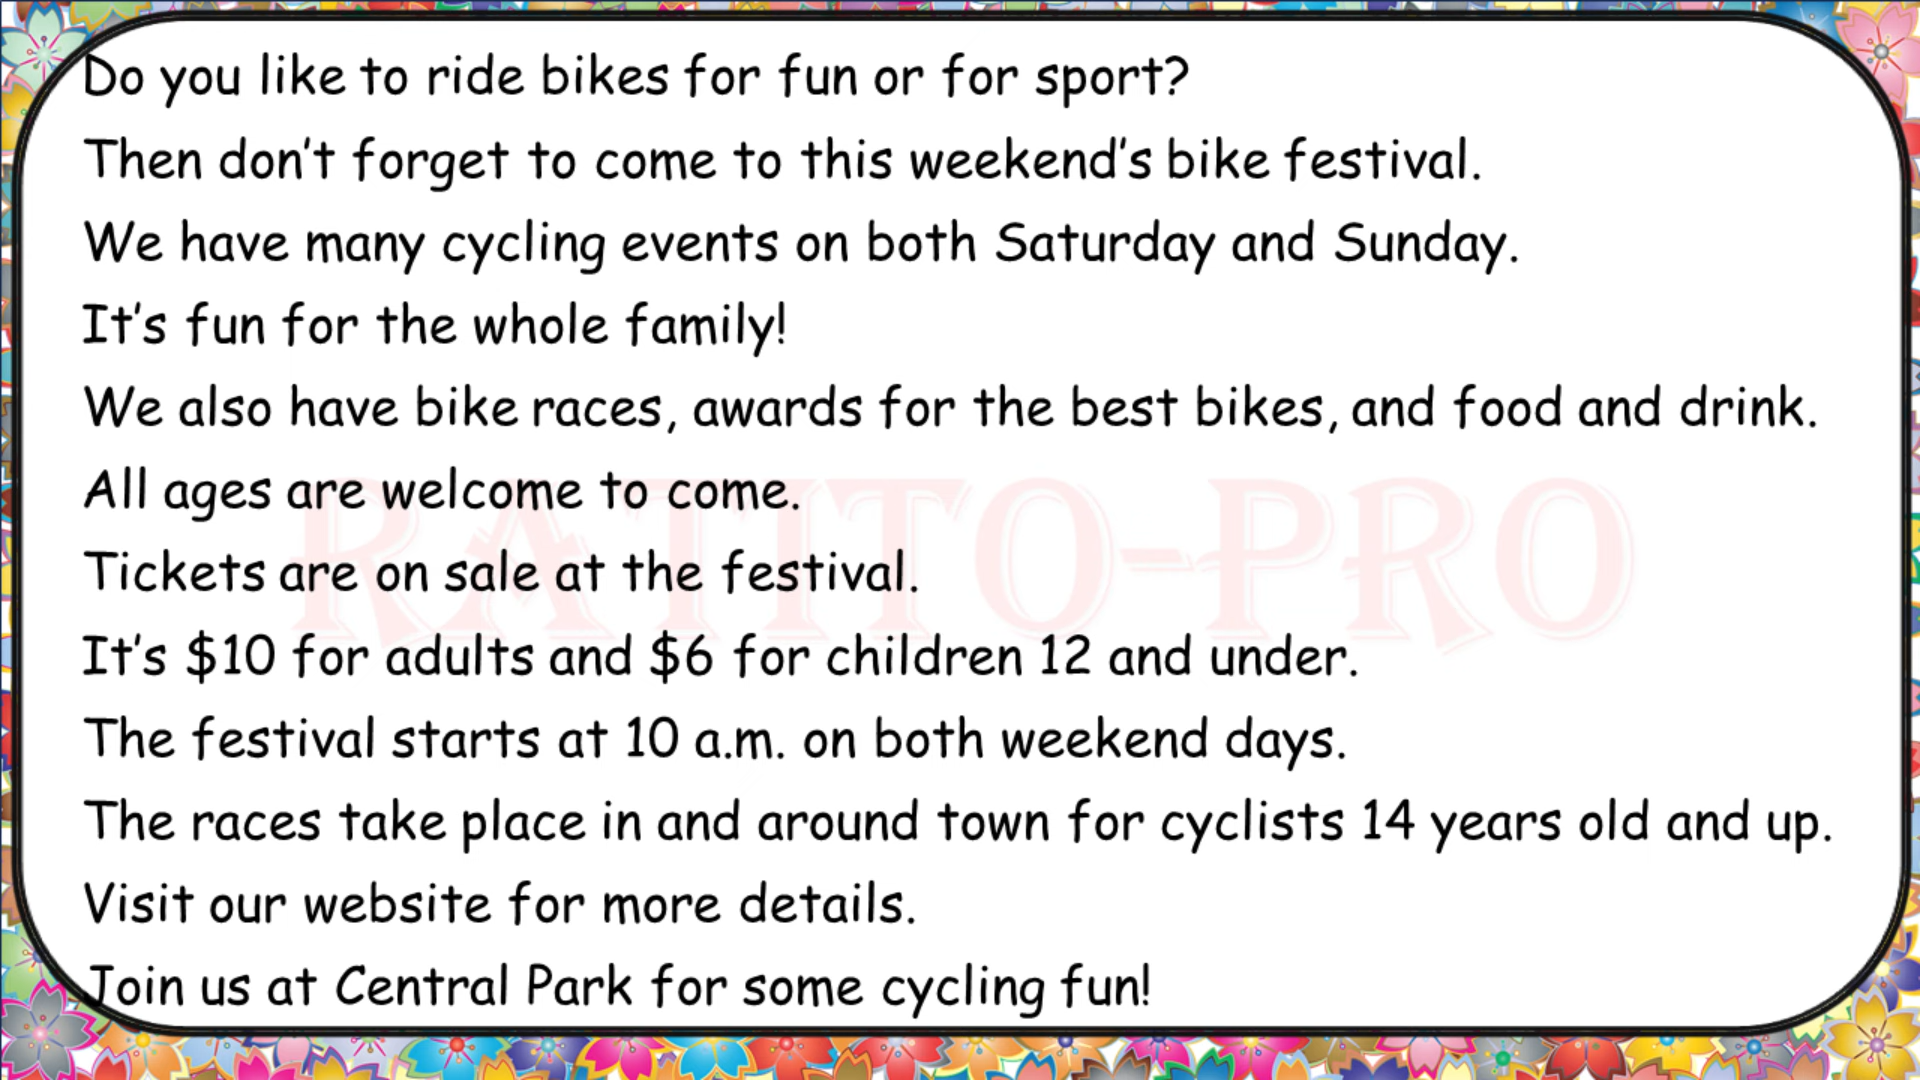 Do you like to ride bikes for fun or for sport?
Then don't forget to come to this weekend's bike festival.
We have many cycling events on both Saturday and Sunday.
It's fun for the whole family!
We also have bike races, awards for the best bikes, and food and drink.
All ages are welcome to come.
RATITO-PRO
Tickets are on sale at the festival.
It's $10 for adults and $6 for children 12 and under.
The festival starts at 10 a.m. on both weekend days.
The races take place in and around town for cyclists 14 years old and up.
Visit our website for more details.
Join us at Central Park for some cycling fun!